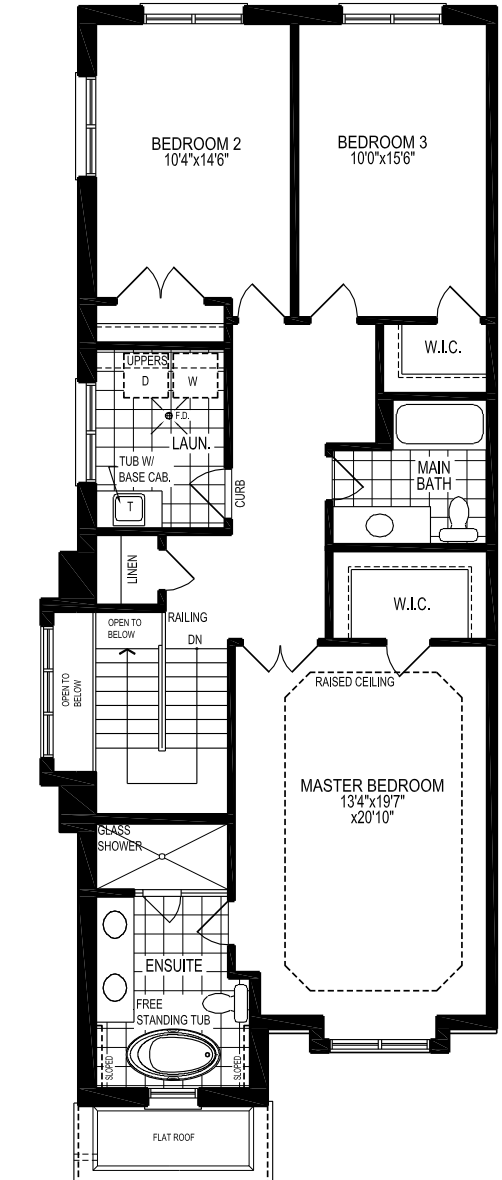 BEDROOM 2
10'4"x14'6"
BEDROOM 3
10'0"x15'6"
W.I.C.
UPPERS
D
W
F.D.
LAUN.
TUB W/
BASE CAB.
T
CURB
MAIN
BATH
LINEN
W.I.C.
RAILING
OPEN TO
BELOW
DN
OPEN TO
BELOW
RAISED CEILING
MASTER BEDROOM
13'4"x19'7"
x20'10"
GLASS
SHOWER
ENSUITE
FREE
STANDING TUB
SLOPED
SLOPED
FLAT ROOF